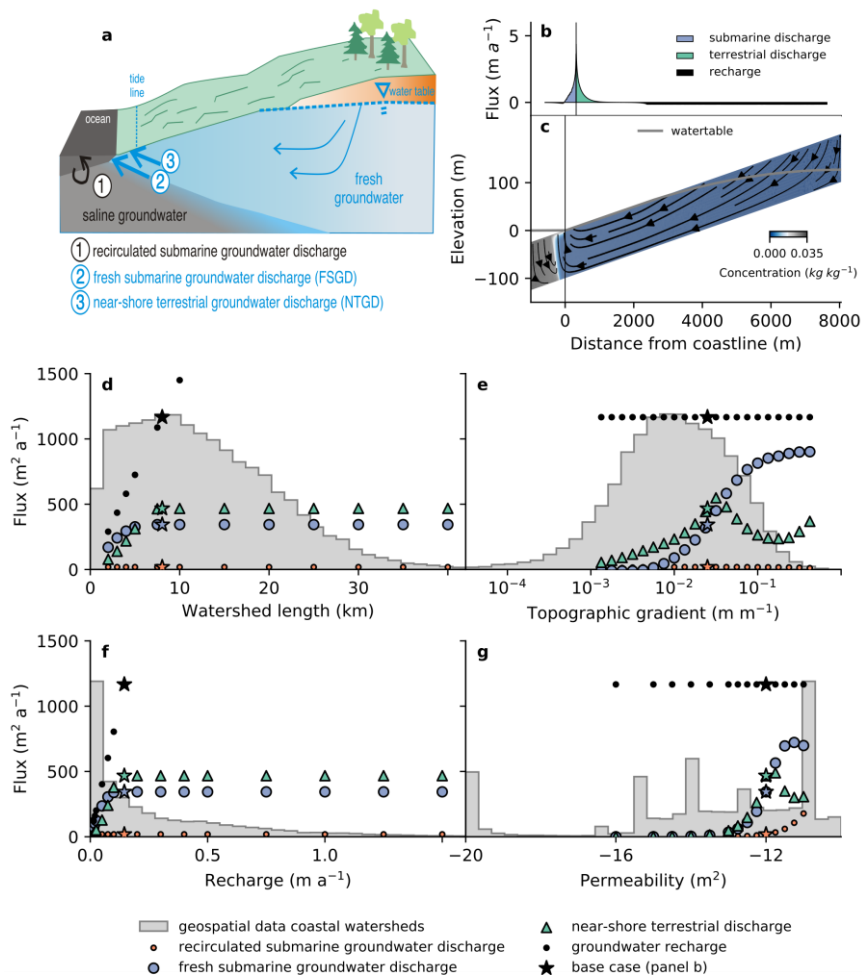 a
tide
line
ocean
water table
3
2
1
fresh
groundwater
saline groundwater
1 recirculated submarine groundwater discharge
2 fresh submarine groundwater discharge (FSGD)
3 near-shore terrestrial groundwater discharge (NTGD)
b
submarine discharge
terrestrial discharge
recharge
Flux (m a⁻¹)
5
0
c
watertable
Elevation (m)
100
0
−100
0.000
0.035
Concentration (kg kg⁻¹)
0 2000 4000 6000 8000
Distance from coastline (m)
d
Flux (m² a⁻¹)
1500
1000
500
0
0 10 20 30 40
Watershed length (km)
e
10⁻⁴ 10⁻³ 10⁻² 10⁻¹
Topographic gradient (m m⁻¹)
f
Flux (m² a⁻¹)
1500
1000
500
0
0.0 0.5 1.0
Recharge (m a⁻¹)
g
−20 −16 −12
Permeability (m²)
geospatial data coastal watersheds
recirculated submarine groundwater discharge
fresh submarine groundwater discharge
near-shore terrestrial discharge
groundwater recharge
base case (panel b)